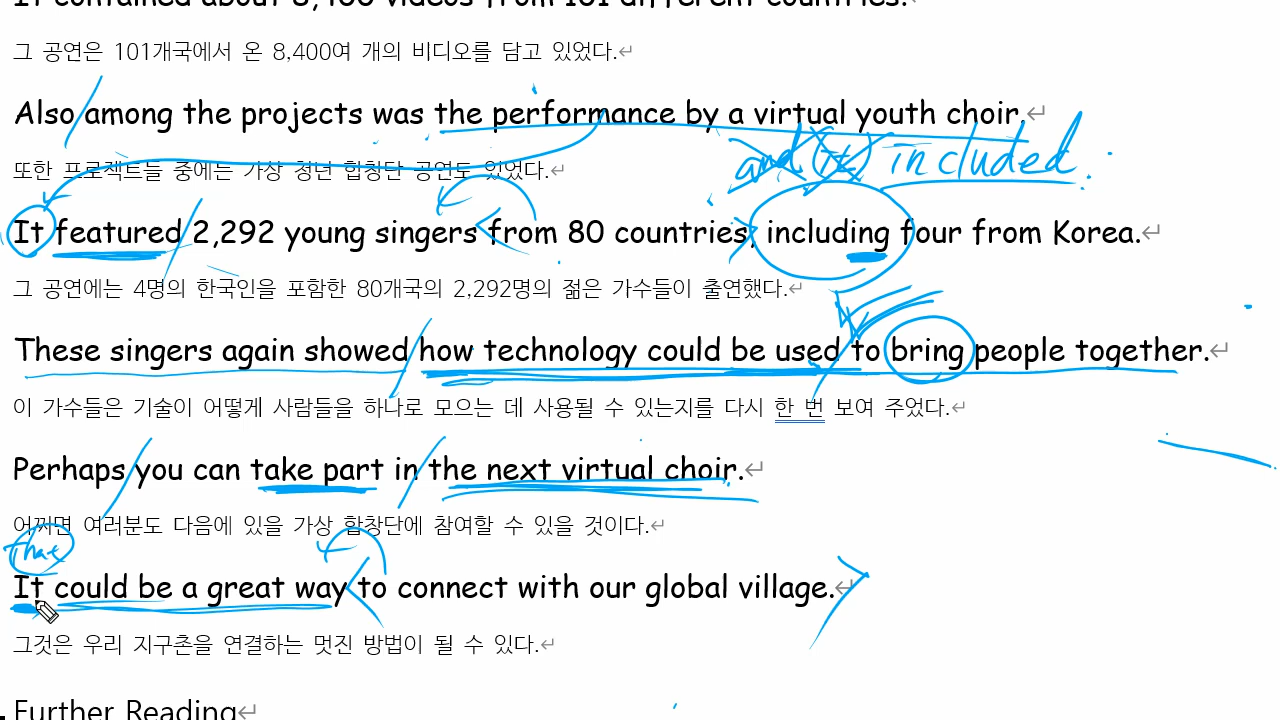 It contained about 8,400 videos from 101 different countries.
그 공연은 101개국에서 온 8,400여 개의 비디오를 담고 있었다.
Also among the projects was the performance by a virtual youth choir.
and it included
또한 프로젝트들 중에는 가상 청년 합창단 공연도 있었다.
It featured 2,292 young singers from 80 countries, including four from Korea.
그 공연에는 4명의 한국인을 포함한 80개국의 2,292명의 젊은 가수들이 출연했다.
These singers again showed how technology could be used to bring people together.
이 가수들은 기술이 어떻게 사람들을 하나로 모으는 데 사용될 수 있는지를 다시 한 번 보여 주었다.
Perhaps you can take part in the next virtual choir.
어쩌면 여러분도 다음에 있을 가상 합창단에 참여할 수 있을 것이다.
That
It could be a great way to connect with our global village.
그것은 우리 지구촌을 연결하는 멋진 방법이 될 수 있다.
Further Reading